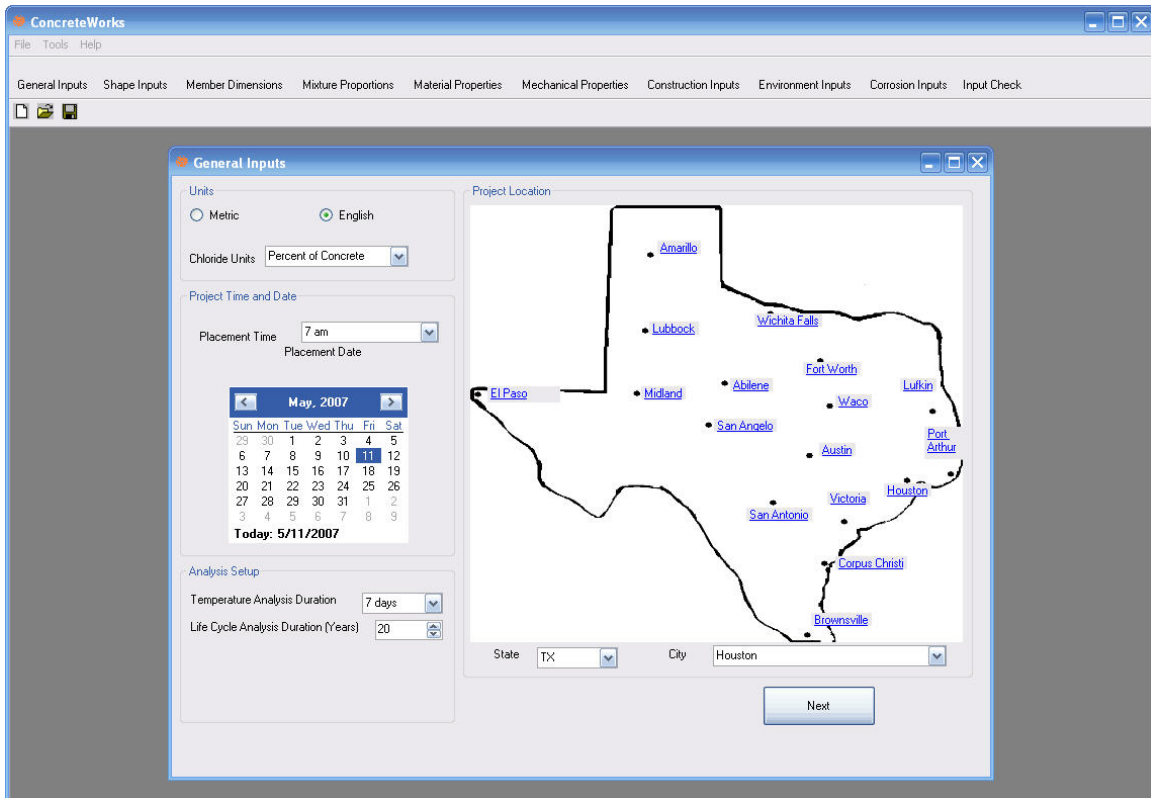 ConcreteWorks
File Tools Help
General Inputs Shape Inputs Member Dimensions Mixture Proportions Material Properties Mechanical Properties Construction Inputs Environment Inputs Corrosion Inputs Input Check
General Inputs
Units
Metric English
Chloride Units Percent of Concrete
Project Time and Date
Placement Time 7 am
Placement Date
May, 2007
Sun Mon Tue Wed Thu Fri Sat
29 30 1 2 3 4 5
6 7 8 9 10 11 12
13 14 15 16 17 18 19
20 21 22 23 24 25 26
27 28 29 30 31 1 2
3 4 5 6 7 8 9
Today: 5/11/2007
Analysis Setup
Temperature Analysis Duration 7 days
Life Cycle Analysis Duration (Years) 20
Project Location
Amarillo
Wichita Falls
Lubbock
Fort Worth
El Paso
Midland
Abilene
Lufkin
Waco
San Angelo
Port
Arthur
Austin
Houston
Victoria
San Antonio
Corpus Christi
Brownsville
State TX City Houston
Next